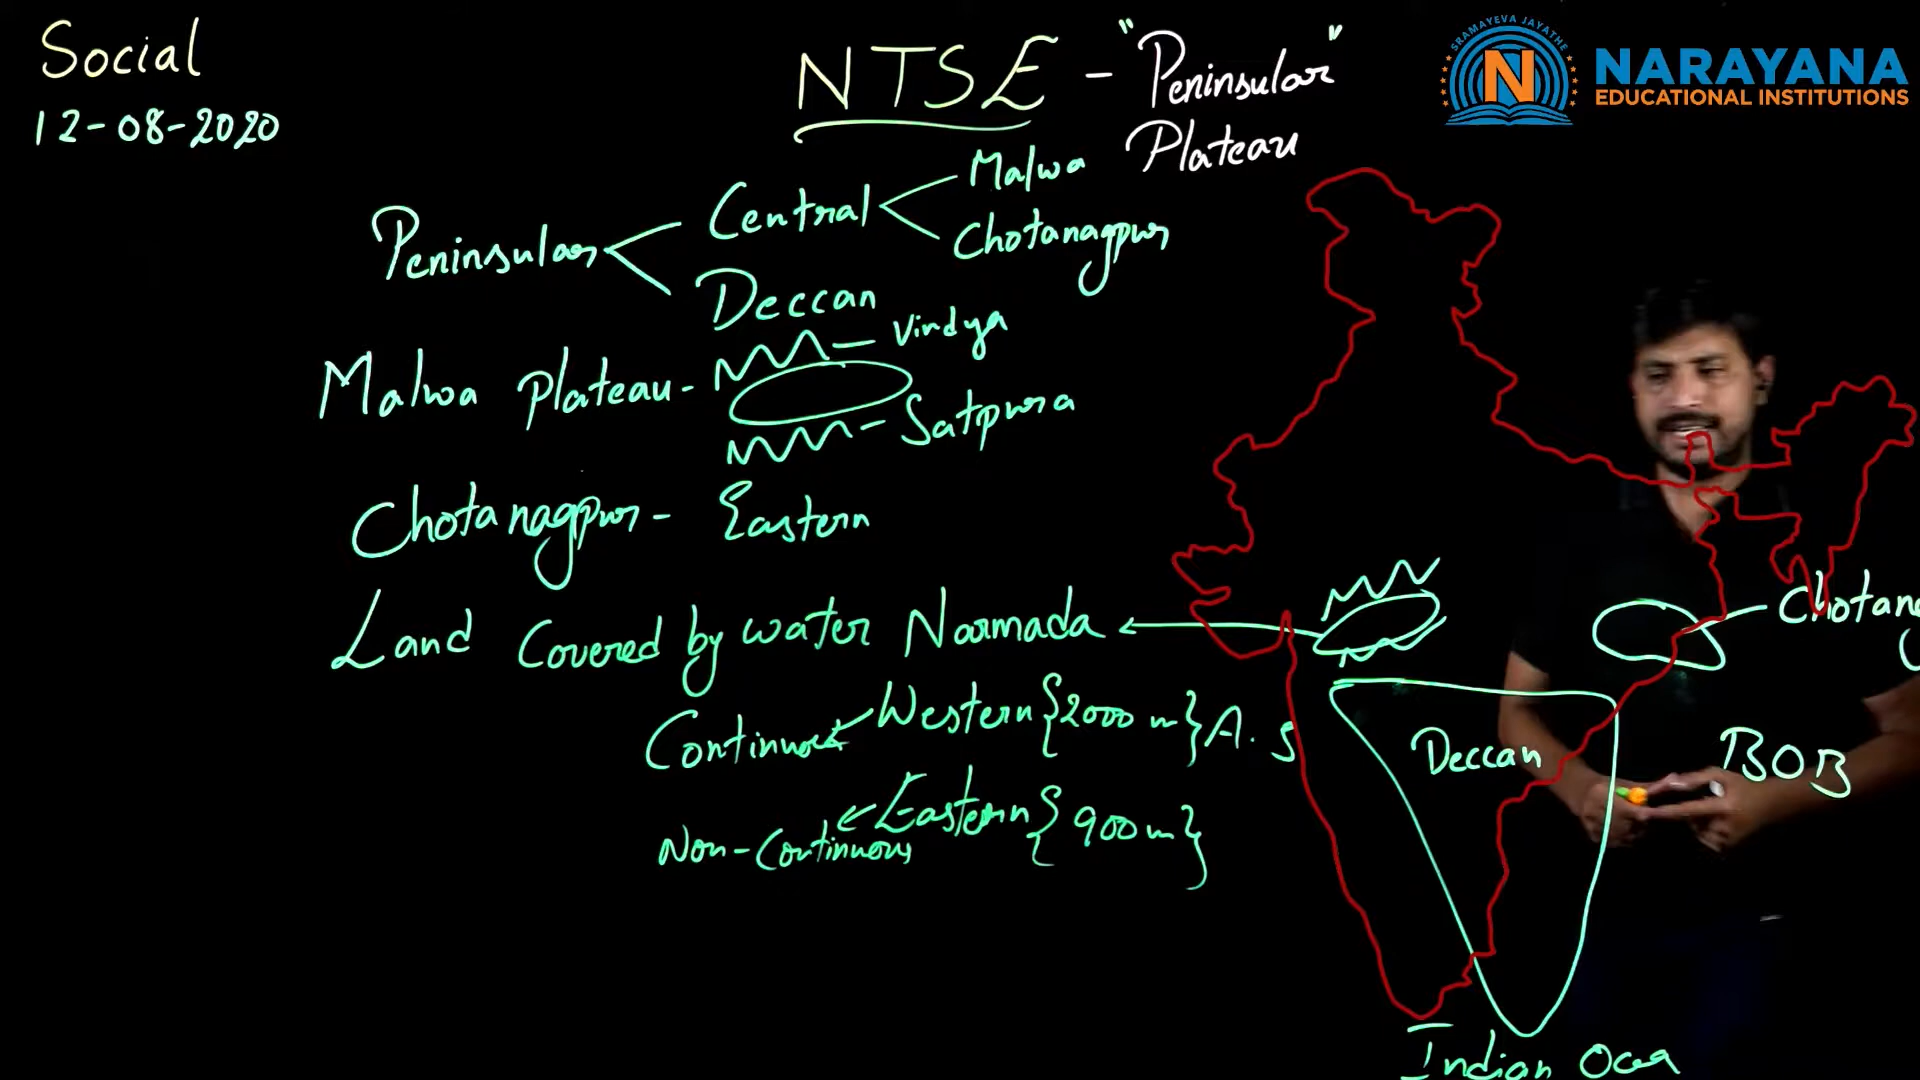 Social
12-08-2020
NTSE - "Peninsular"
Plateau
SRAMAYEVA JAYATHE
N
NARAYANA
EDUCATIONAL INSTITUTIONS
Peninsular
Central
Malwa
Chotanagpur
Deccan
Malwa Plateau -
Vindya
Satpura
Chotanagpur - Eastern
Land Covered by water Narmada
Continuous
Western {2000 m} A. S
Eastern { 900 m}
Non-Continuous
Chotana
Deccan
BOB
Indian Ocea